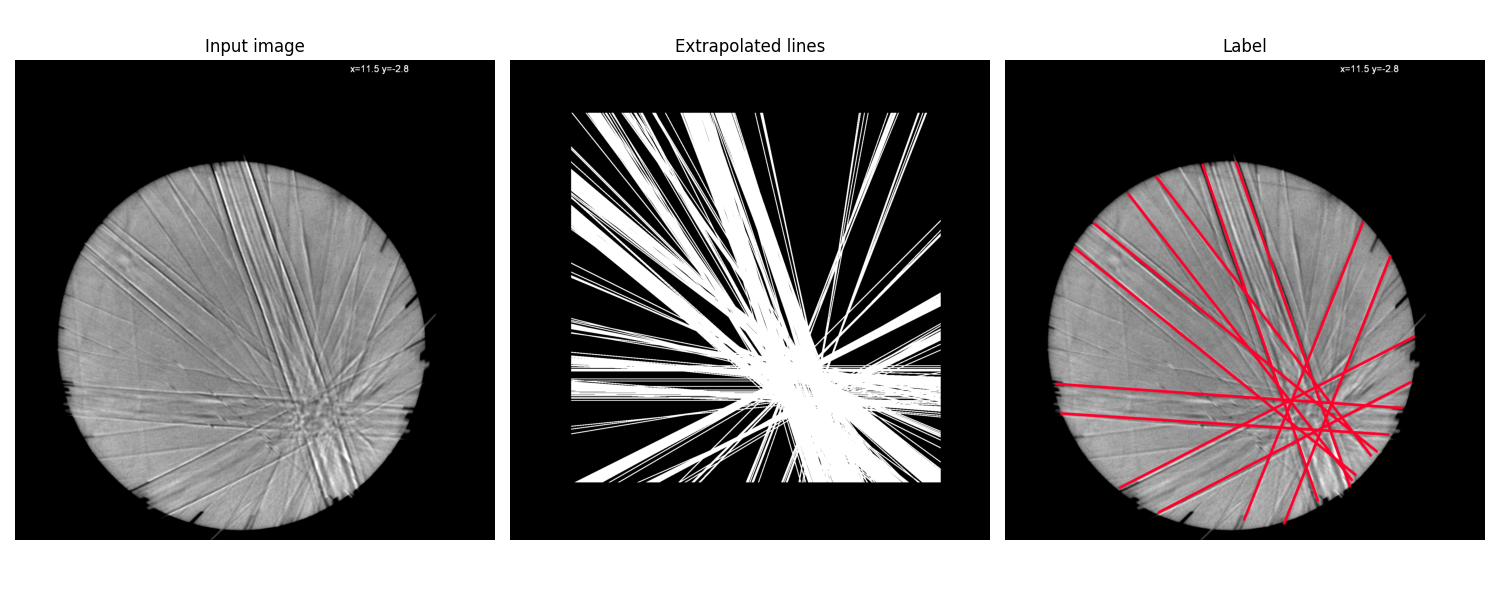 Input image
Extrapolated lines
Label
x=11.5 y=-2.8
x=11.5 y=-2.8